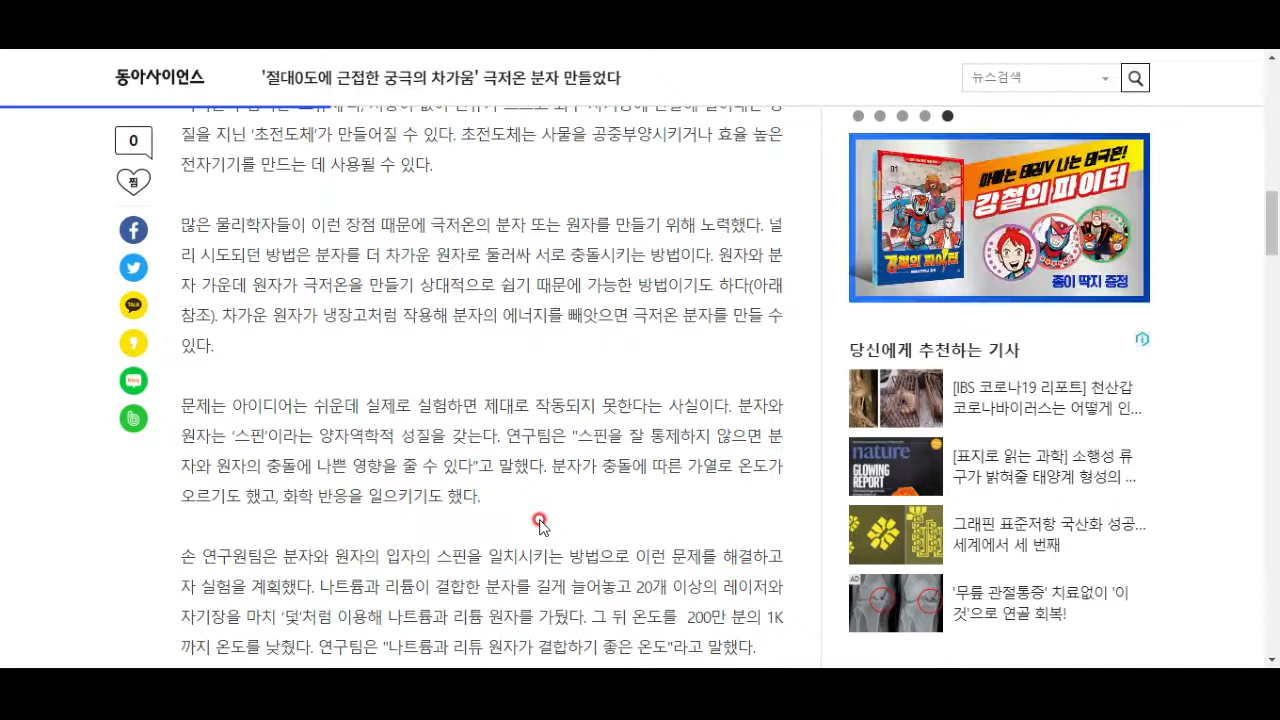 동아사이언스
'절대0도에 근접한 궁극의 차가움' 극저온 분자 만들었다
뉴스검색
질을 지닌 '초전도체'가 만들어질 수 있다. 초전도체는 사물을 공중부양시키거나 효율 높은
전자기기를 만드는 데 사용될 수 있다.
0
찜
많은 물리학자들이 이런 장점 때문에 극저온의 분자 또는 원자를 만들기 위해 노력했다. 널
리 시도되던 방법은 분자를 더 차가운 원자로 둘러싸 서로 충돌시키는 방법이다. 원자와 분
자 가운데 원자가 극저온을 만들기 상대적으로 쉽기 때문에 가능한 방법이기도 하다(아래
참조). 차가운 원자가 냉장고처럼 작용해 분자의 에너지를 빼앗으면 극저온 분자를 만들 수
있다.
TALK
blog
문제는 아이디어는 쉬운데 실제로 실험하면 제대로 작동되지 못한다는 사실이다. 분자와
원자는 '스핀'이라는 양자역학적 성질을 갖는다. 연구팀은 "스핀을 잘 통제하지 않으면 분
자와 원자의 충돌에 나쁜 영향을 줄 수 있다"고 말했다. 분자가 충돌에 따른 가열로 온도가
오르기도 했고, 화학 반응을 일으키기도 했다.
손 연구원팀은 분자와 원자의 입자의 스핀을 일치시키는 방법으로 이런 문제를 해결하고
자 실험을 계획했다. 나트륨과 리튬이 결합한 분자를 길게 늘어놓고 20개 이상의 레이저와
자기장을 마치 '덫'처럼 이용해 나트륨과 리튬 원자를 가뒀다. 그 뒤 온도를 200만 분의 1K
까지 온도를 낮췄다. 연구팀은 "나트륨과 리튜 원자가 결합하기 좋은 온도"라고 말했다.
아빠는 태권V 나는 태극혼!
강철의 파이터
01
강철의 파이터
종이 딱지 증정
당신에게 추천하는 기사
[IBS 코로나19 리포트] 천산갑
코로나바이러스는 어떻게 인...
nature
GLOWING
REPORT
[표지로 읽는 과학] 소행성 류
구가 밝혀줄 태양계 형성의 ...
그래핀 표준저항 국산화 성공...
세계에서 세 번째
AD
'무릎 관절통증' 치료없이 '이
것'으로 연골 회복!